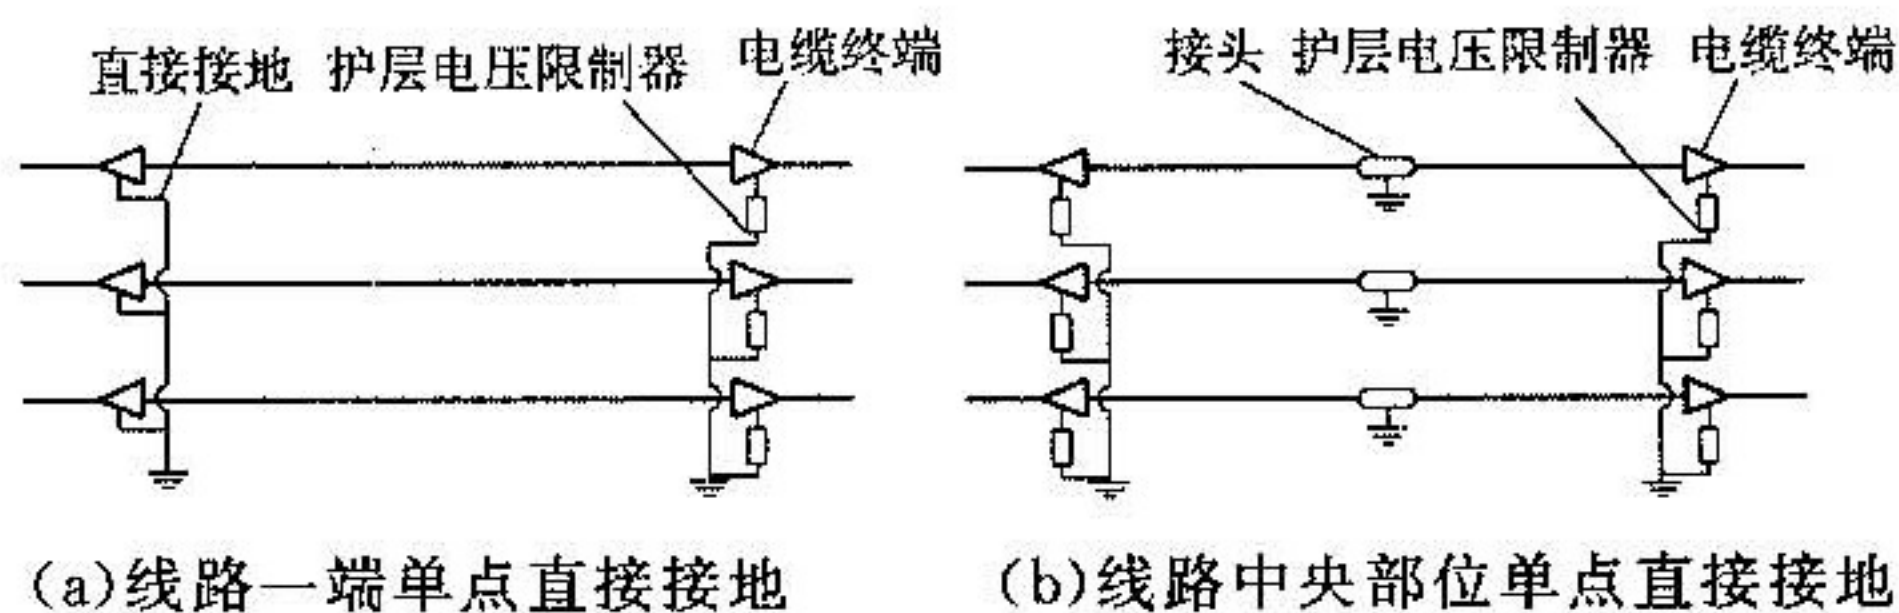 直接接地 护层电压限制器 电缆终端
接头 护层电压限制器 电缆终端
(a)线路一端单点直接接地
(b)线路中央部位单点直接接地